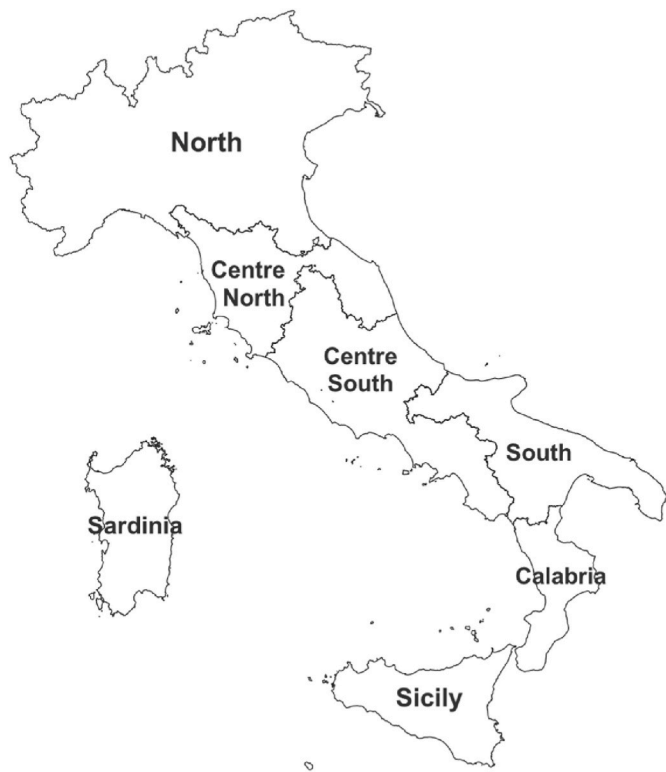 North
Centre
North
Centre
South
South
Sardinia
Calabria
Sicily